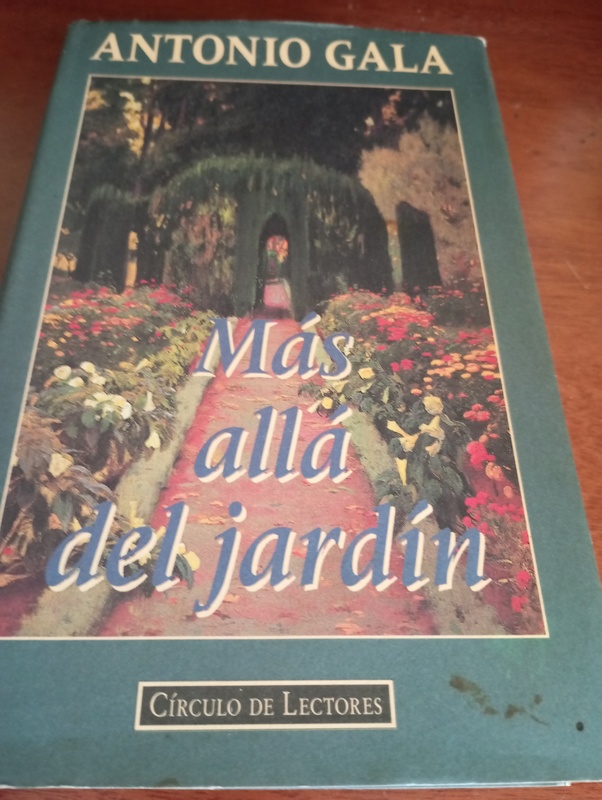 ANTONIO GALA
Más
allá
del jardín
CÍRCULO DE LECTORES